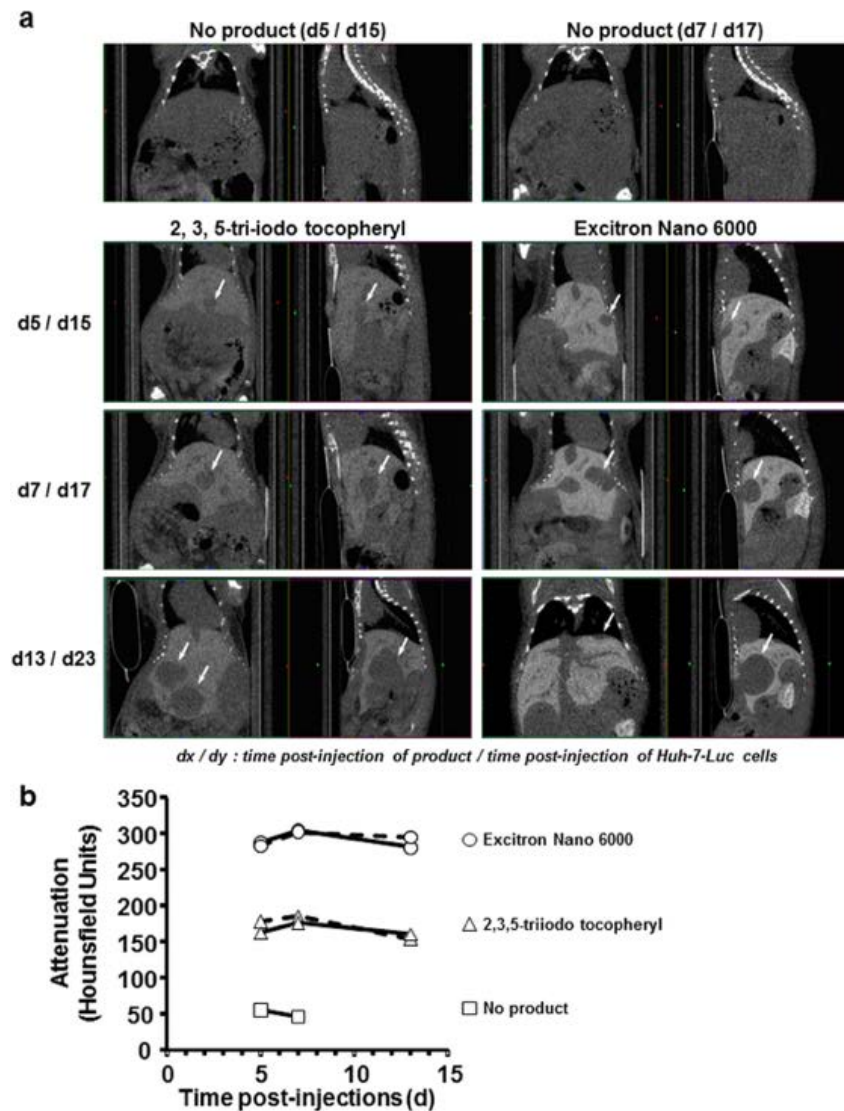 a
No product (d5 / d15)
No product (d7 / d17)
2, 3, 5-tri-iodo tocopheryl
Excitron Nano 6000
d5 / d15
d7 / d17
d13 / d23
dx / dy : time post-injection of product / time post-injection of Huh-7-Luc cells
b
350
300
250
200
150
100
50
0
Attenuation
(Hounsfield Units)
0
5
10
15
Time post-injections (d)
Excitron Nano 6000
2,3,5-triiodo tocopheryl
No product